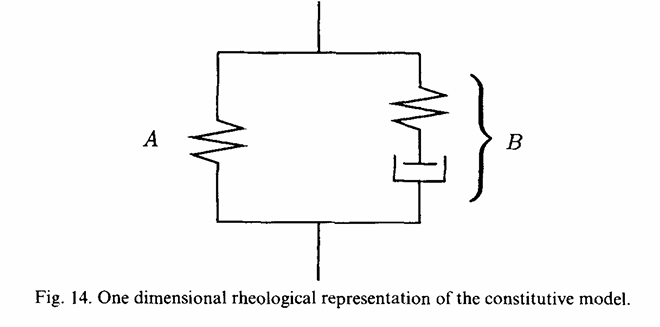 A
B
Fig. 14. One dimensional rheological representation of the constitutive model.